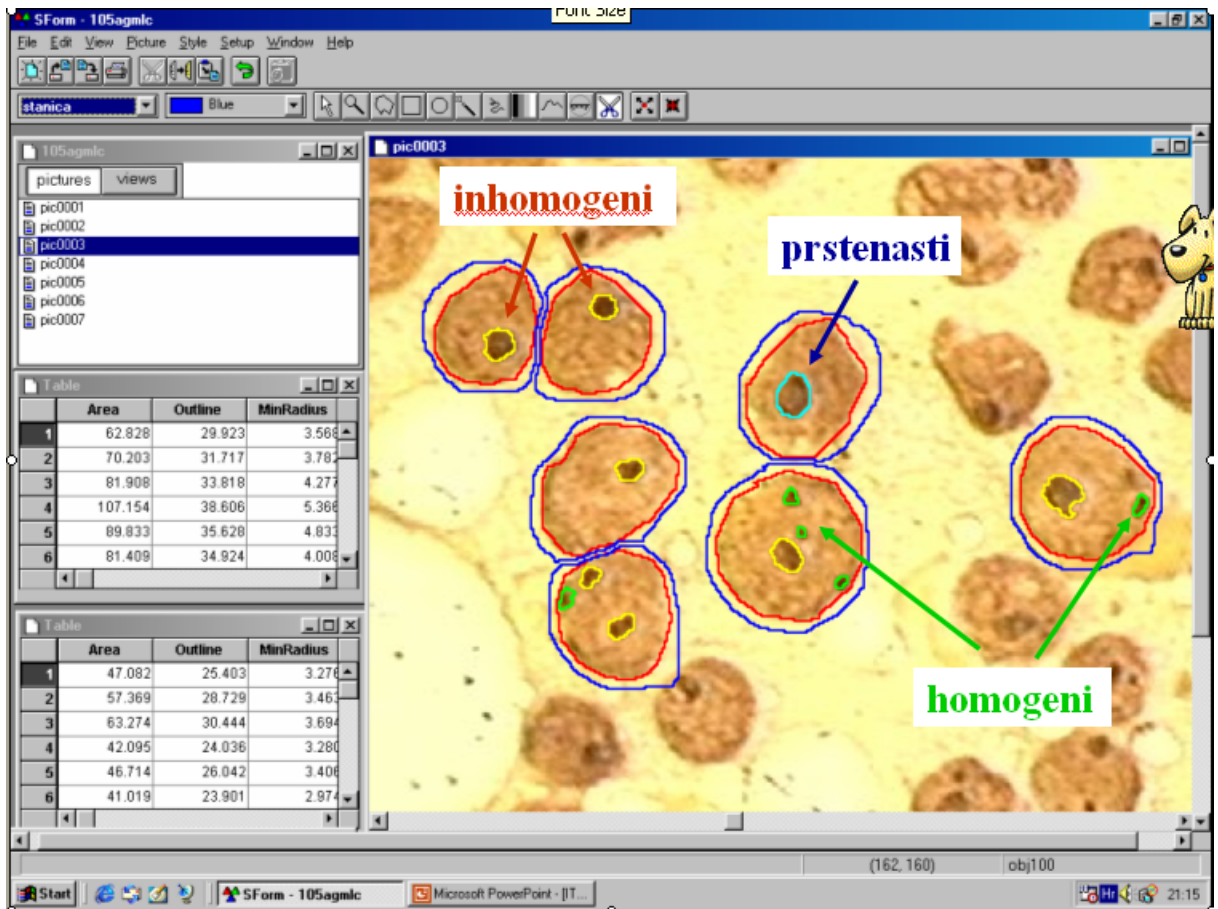 Font Size
SForm - 105agmlc
File Edit View Picture Style Setup Window Help
stanica Blue
105agmlc
pictures views
pic0001
pic0002
pic0003
pic0004
pic0005
pic0006
pic0007
Table
Area Outline MinRadius
1 62.828 29.923 3.568
2 70.203 31.717 3.782
3 81.908 33.818 4.277
4 107.154 38.606 5.366
5 89.833 35.628 4.833
6 81.409 34.924 4.008
Table
Area Outline MinRadius
1 47.082 25.403 3.276
2 57.369 28.729 3.463
3 63.274 30.444 3.694
4 42.095 24.036 3.280
5 46.714 26.042 3.406
6 41.019 23.901 2.974
pic0003
inhomogeni
prstenasti
homogeni
(162, 160) obj100
Start SForm - 105agmlc Microsoft PowerPoint - [IT... Hr 21:15